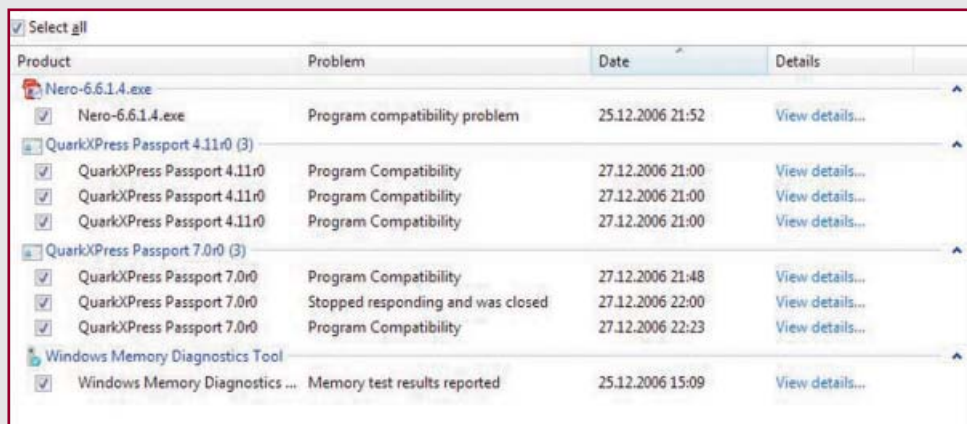 Select all
Product Problem Date Details
Nero-6.6.1.4.exe
Nero-6.6.1.4.exe Program compatibility problem 25.12.2006 21:52 View details...
QuarkXPress Passport 4.11r0 (3)
QuarkXPress Passport 4.11r0 Program Compatibility 27.12.2006 21:00 View details...
QuarkXPress Passport 4.11r0 Program Compatibility 27.12.2006 21:00 View details...
QuarkXPress Passport 4.11r0 Program Compatibility 27.12.2006 21:00 View details...
QuarkXPress Passport 7.0r0 (3)
QuarkXPress Passport 7.0r0 Program Compatibility 27.12.2006 21:48 View details...
QuarkXPress Passport 7.0r0 Stopped responding and was closed 27.12.2006 22:00 View details...
QuarkXPress Passport 7.0r0 Program Compatibility 27.12.2006 22:23 View details...
Windows Memory Diagnostics Tool
Windows Memory Diagnostics ... Memory test results reported 25.12.2006 15:09 View details...